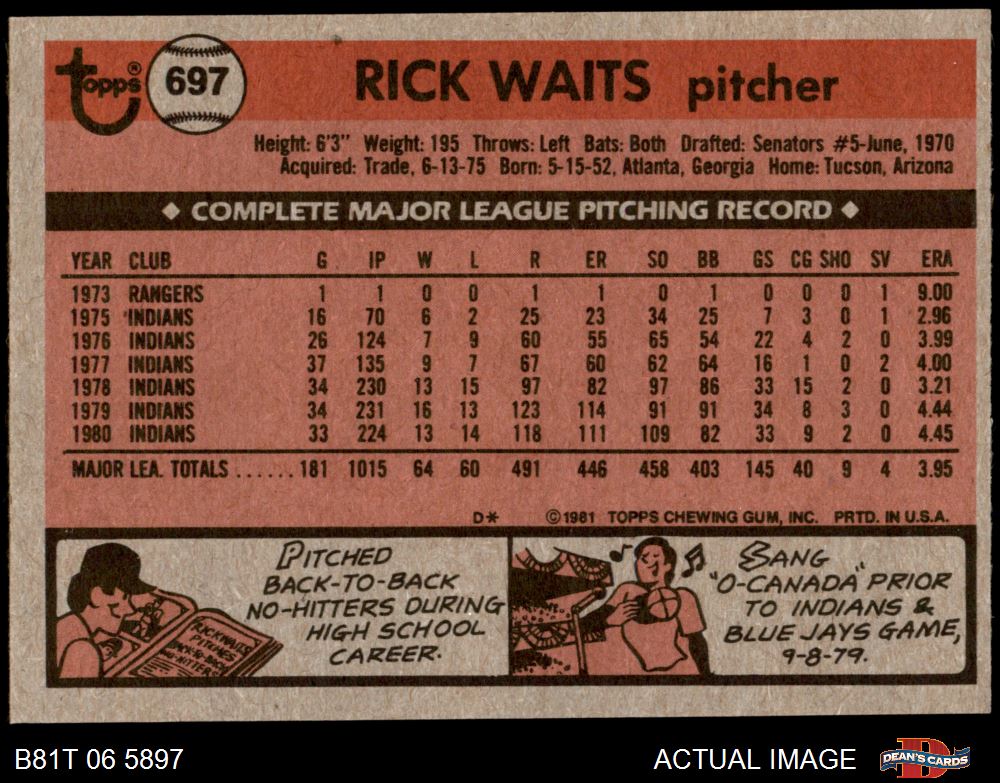 Topps® 697 RICK WAITS pitcher
Height: 6'3" Weight: 195 Throws: Left Bats: Both Drafted: Senators #5-June, 1970
Acquired: Trade, 6-13-75 Born: 5-15-52, Atlanta, Georgia Home: Tucson, Arizona
◆ COMPLETE MAJOR LEAGUE PITCHING RECORD ◆
YEAR CLUB G IP W L R ER SO BB GS CG SHO SV ERA
1973 RANGERS 1 1 0 0 1 1 0 1 0 0 0 1 9.00
1975 INDIANS 16 70 6 2 25 23 34 25 7 3 0 1 2.96
1976 INDIANS 26 124 7 9 60 55 65 54 22 4 2 0 3.99
1977 INDIANS 37 135 9 7 67 60 62 64 16 1 0 2 4.00
1978 INDIANS 34 230 13 15 97 82 97 86 33 15 2 0 3.21
1979 INDIANS 34 231 16 13 123 114 91 91 34 8 3 0 4.44
1980 INDIANS 33 224 13 14 118 111 109 82 33 9 2 0 4.45
MAJOR LEA. TOTALS ...... 181 1015 64 60 491 446 458 403 145 40 9 4 3.95
D* ©1981 TOPPS CHEWING GUM, INC. PRTD. IN U.S.A.
PITCHED
BACK-TO-BACK
NO-HITTERS DURING
HIGH SCHOOL
CAREER.
RICK WAITS
PITCHES
BACK-TO-BACK
NO-HITTERS
SANG
"O-CANADA" PRIOR
TO INDIANS &
BLUE JAYS GAME,
9-8-79.
B81T 06 5897 ACTUAL IMAGE DEAN'S CARDS